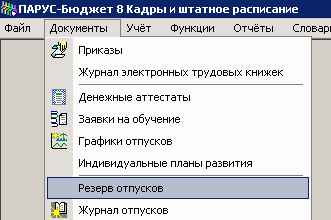 ПАРУС-Бюджет 8 Кадры и штатное расписание
Файл Документы Учёт Функции Отчёты Словари
Приказы
Журнал электронных трудовых книжек
Денежные аттестаты
Заявки на обучение
Графики отпусков
Индивидуальные планы развития
Резерв отпусков
Журнал отпусков